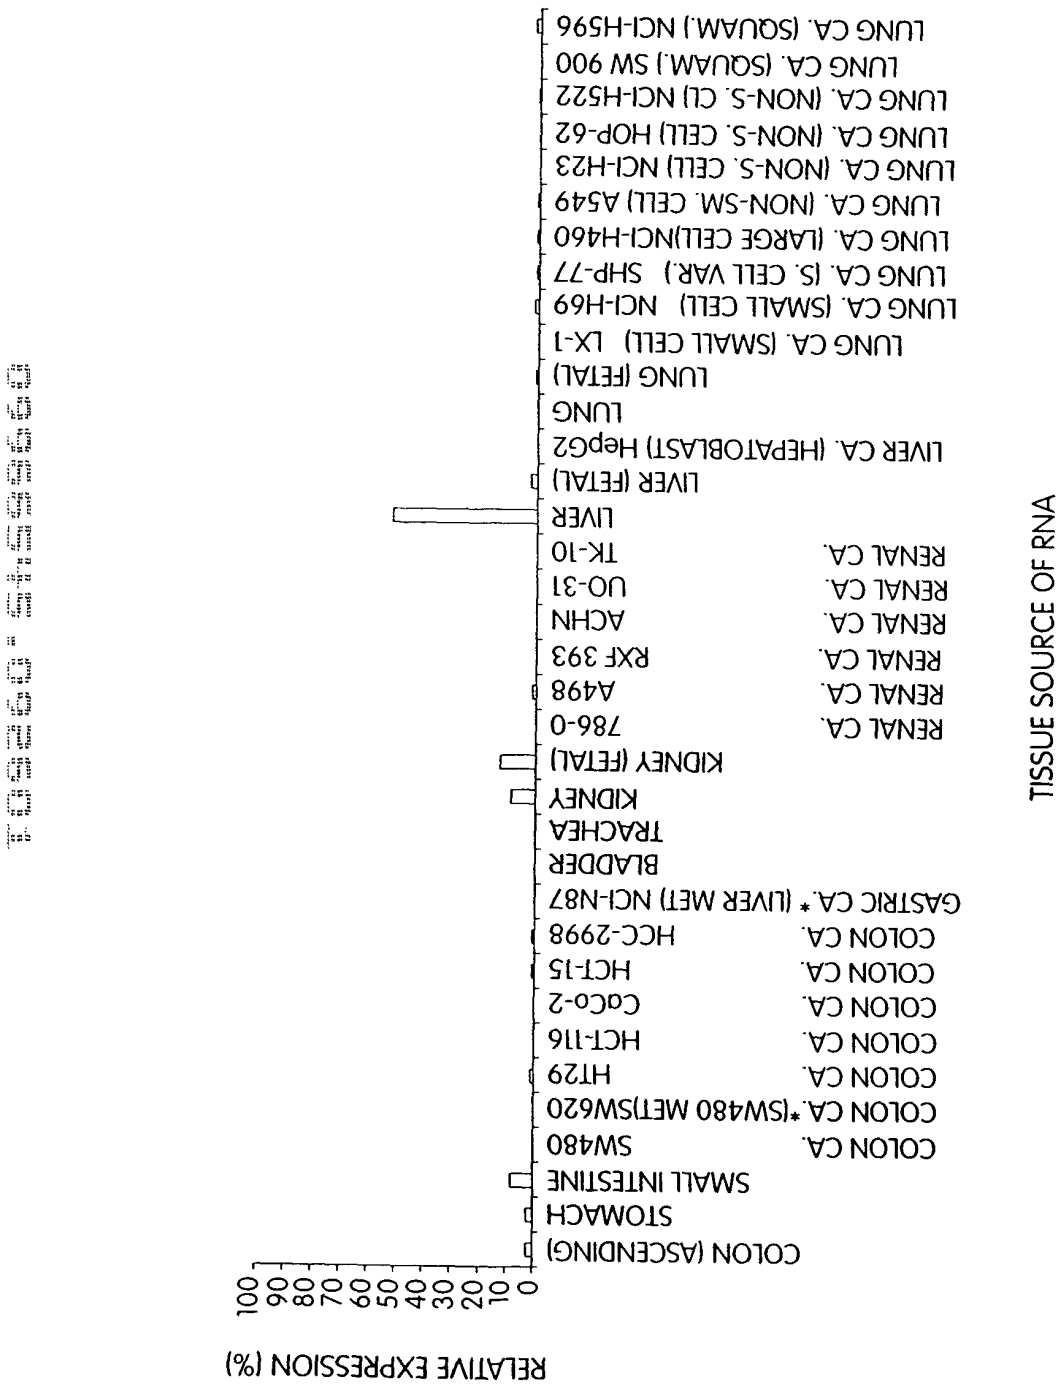 RELATIVE EXPRESSION (%)
100
90
80
70
60
50
40
30
20
10
0
COLON (ASCENDING)
STOMACH
SMALL INTESTINE
COLON CA. SW480
COLON CA.*(SW480 MET)SW620
COLON CA. HT29
COLON CA. HCT-116
COLON CA. CaCo-2
COLON CA. HCT-15
COLON CA. HCC-2998
GASTRIC CA.* (LIVER MET) NCI-N87
BLADDER
TRACHEA
KIDNEY
KIDNEY (FETAL)
RENAL CA. 786-0
RENAL CA. A498
RENAL CA. RXF 393
RENAL CA. ACHN
RENAL CA. UO-31
RENAL CA. TK-10
LIVER
LIVER (FETAL)
LIVER CA. (HEPATOBLAST) HepG2
LUNG
LUNG (FETAL)
LUNG CA. (SMALL CELL) LX-1
LUNG CA. (SMALL CELL) NCI-H69
LUNG CA. (S. CELL VAR.) SHP-77
LUNG CA. (LARGE CELL)NCI-H460
LUNG CA. (NON-SM. CELL) A549
LUNG CA. (NON-S. CELL) NCI-H23
LUNG CA. (NON-S. CELL) HOP-62
LUNG CA. (NON-S. CL) NCI-H522
LUNG CA. (SQUAM.) SW 900
LUNG CA. (SQUAM.) NCI-H596
TISSUE SOURCE OF RNA